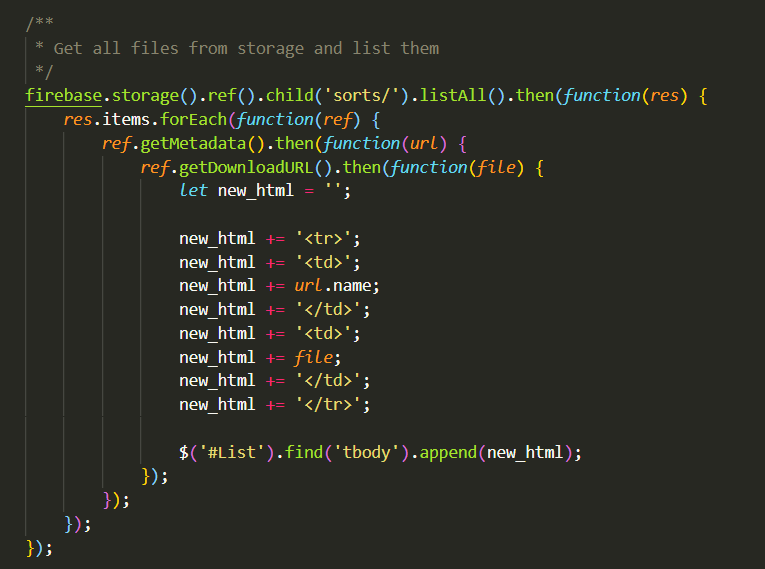 /**
 * Get all files from storage and list them
 */
firebase.storage().ref().child('sorts/').listAll().then(function(res) {
    res.items.forEach(function(ref) {
        ref.getMetadata().then(function(url) {
            ref.getDownloadURL().then(function(file) {
                let new_html = '';

                new_html += '<tr>';
                new_html += '<td>';
                new_html += url.name;
                new_html += '</td>';
                new_html += '<td>';
                new_html += file;
                new_html += '</td>';
                new_html += '</tr>';

                $('#List').find('tbody').append(new_html);
            });
        });
    });
});